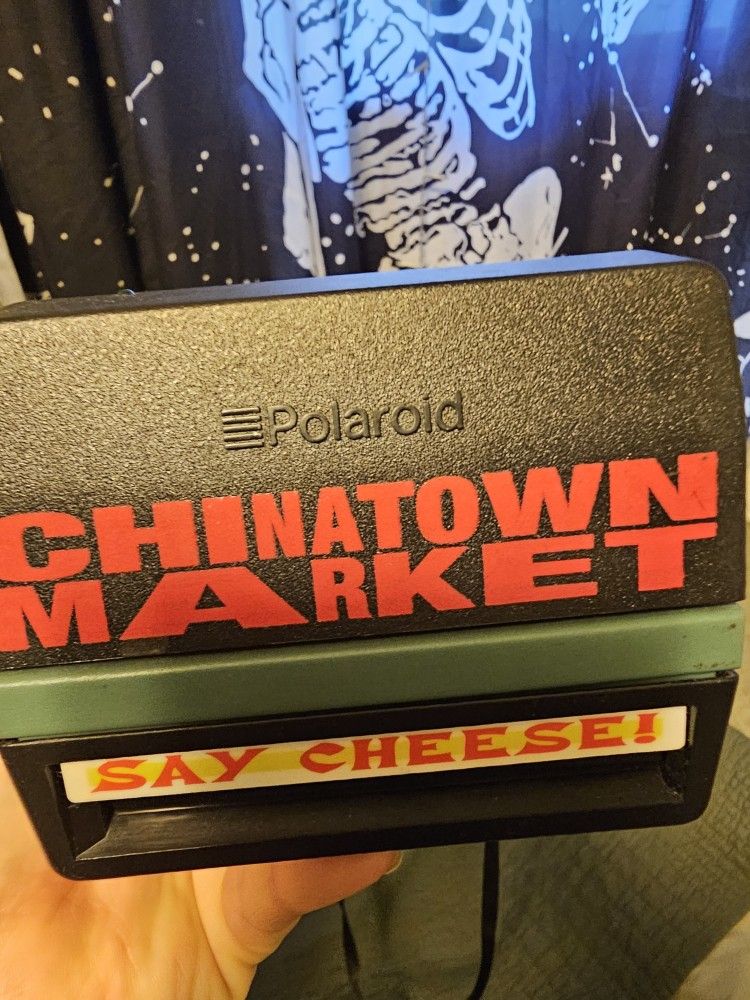 Polaroid
CHINATOWN
MARKET
SAY CHEESE!